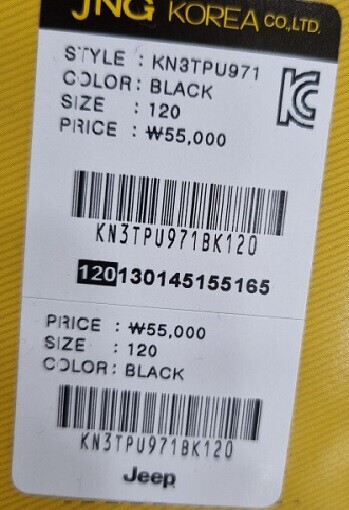 JNG KOREA CO.,LTD.
STYLE : KN3TPU971
COLOR: BLACK
SIZE : 120
PRICE : ₩55,000
KN3TPU971BK120
120130145155165
PRICE : ₩55,000
SIZE : 120
COLOR: BLACK
KN3TPU971BK120
Jeep